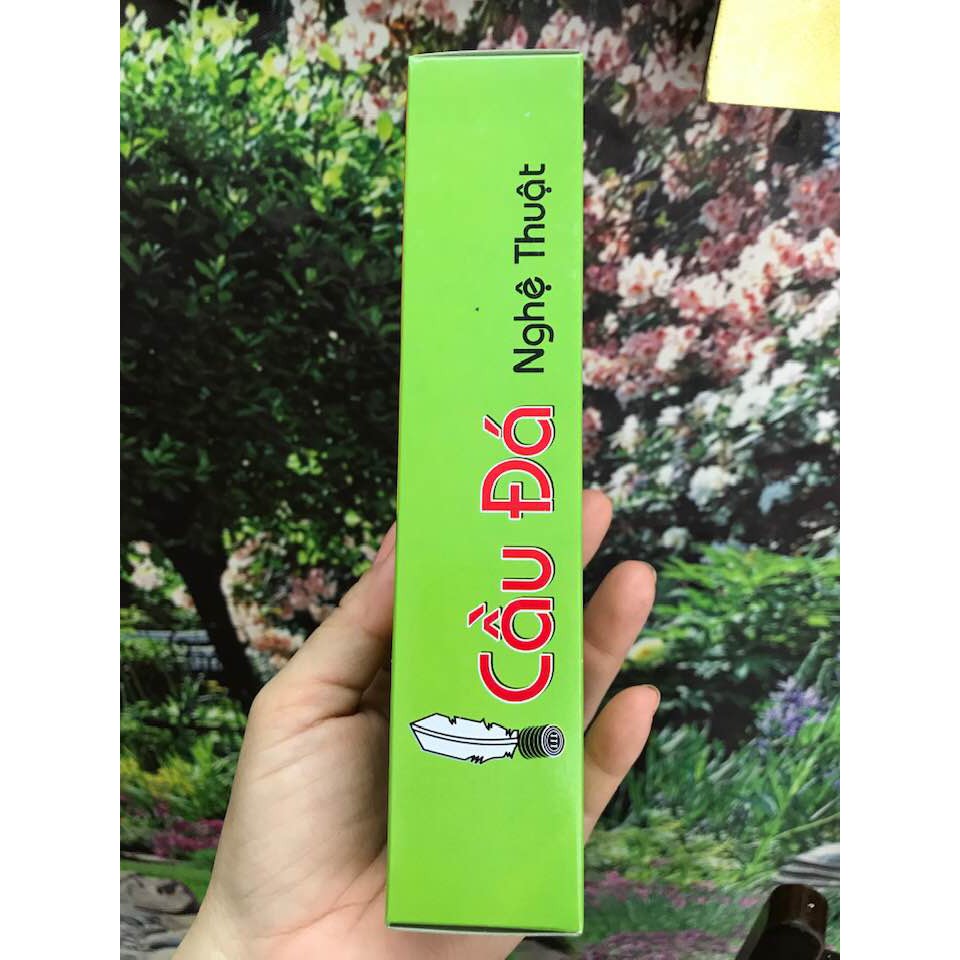 Cầu Đá Nghệ Thuật